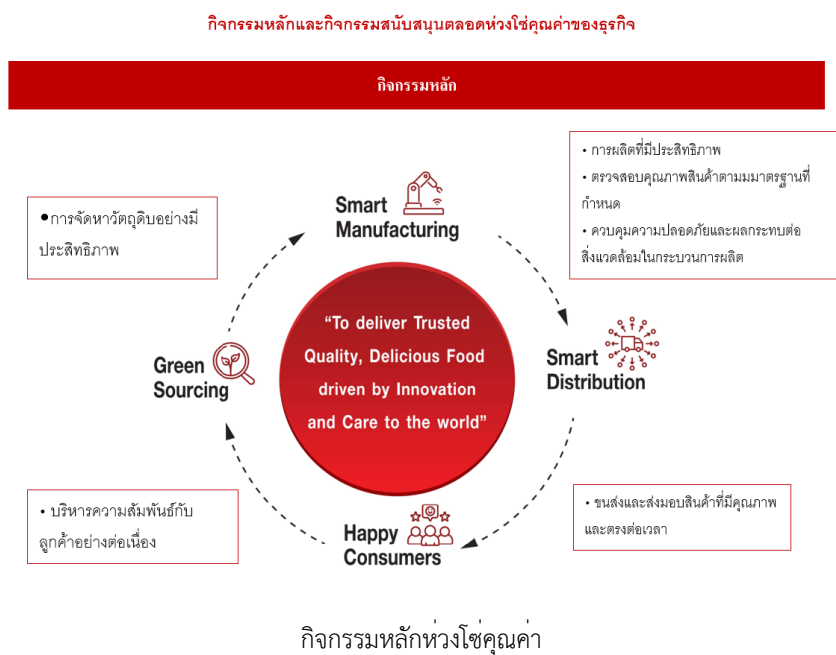 กิจกรรมหลักและกิจกรรมสนับสนุนตลอดห่วงโซ่คุณค่าของธุรกิจ
กิจกรรมหลัก
• การผลิตที่มีประสิทธิภาพ
• ตรวจสอบคุณภาพสินค้าตามมมาตรฐานที่
กำหนด
• ควบคุมความปลอดภัยและผลกระทบต่อ
สิ่งแวดล้อมในกระบวนการผลิต
•การจัดหาวัตถุดิบอย่างมี
ประสิทธิภาพ
Smart
Manufacturing
"To deliver Trusted
Quality, Delicious Food
driven by Innovation
and Care to the world"
Green
Sourcing
Smart
Distribution
• บริหารความสัมพันธ์กับ
ลูกค้าอย่างต่อเนื่อง
Happy
Consumers
• ขนส่งและส่งมอบสินค้าที่มีคุณภาพ
และตรงต่อเวลา
กิจกรรมหลักห่วงโซ่คุณค่า